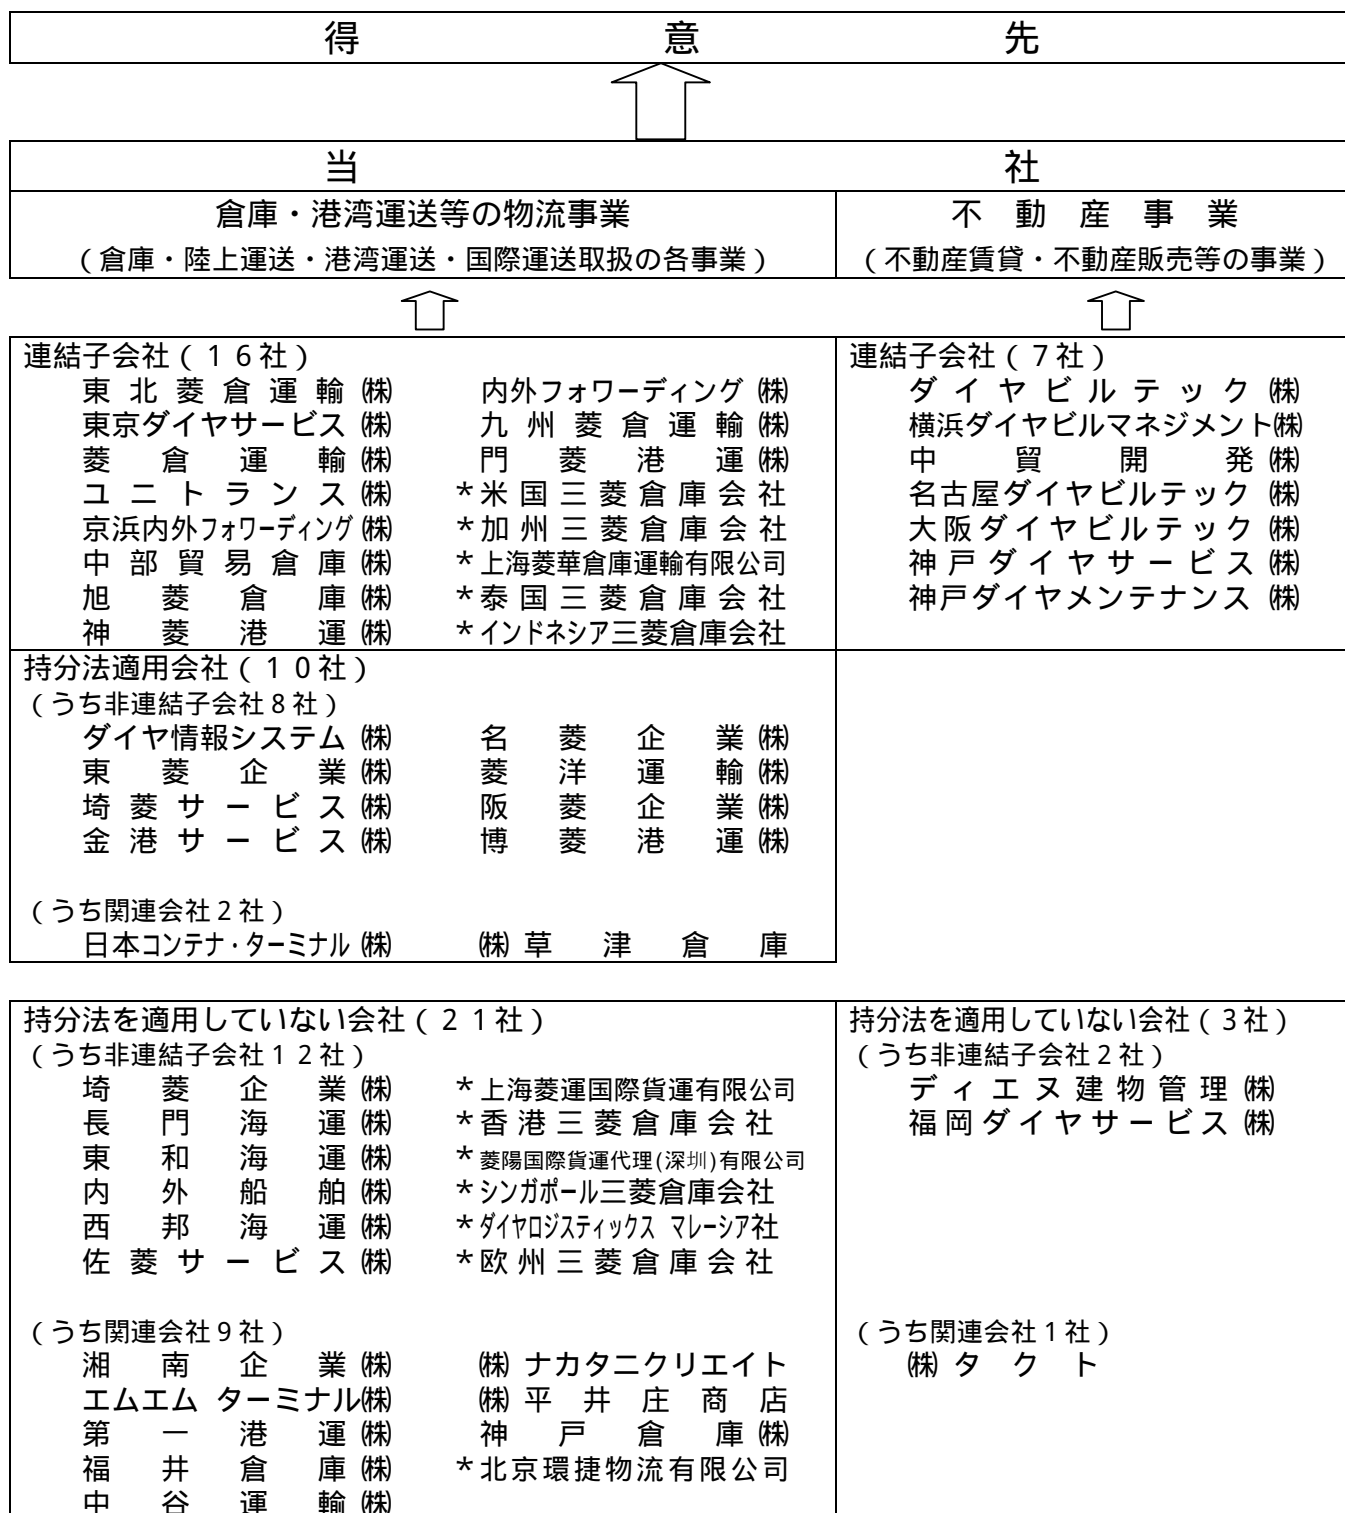 得意先
当社
倉庫・港湾運送等の物流事業
(倉庫・陸上運送・港湾運送・国際運送取扱の各事業)
不動産事業
(不動産賃貸・不動産販売等の事業)
連結子会社(16社)
東北菱倉運輸㈱ 内外フォワーディング㈱
東京ダイヤサービス㈱ 九州菱倉運輸㈱
菱倉運輸㈱ 門菱港運㈱
ユニトランス㈱ *米国三菱倉庫会社
京浜内外フォワーディング㈱ *加州三菱倉庫会社
中部貿易倉庫㈱ *上海菱華倉庫運輸有限公司
旭菱倉庫㈱ *泰国三菱倉庫会社
神菱港運㈱ *インドネシア三菱倉庫会社
連結子会社(7社)
ダイヤビルテック㈱
横浜ダイヤビルマネジメント㈱
中貿開発㈱
名古屋ダイヤビルテック㈱
大阪ダイヤビルテック㈱
神戸ダイヤサービス㈱
神戸ダイヤメンテナンス㈱
持分法適用会社(10社)
(うち非連結子会社8社)
ダイヤ情報システム㈱ 名菱企業㈱
東菱企業㈱ 菱洋運輸㈱
埼菱サービス㈱ 阪菱企業㈱
金港サービス㈱ 博菱港運㈱
(うち関連会社2社)
日本コンテナ・ターミナル㈱ ㈱草津倉庫
持分法を適用していない会社(21社)
(うち非連結子会社12社)
埼菱企業㈱ *上海菱運国際貨運有限公司
長門海運㈱ *香港三菱倉庫会社
東和海運㈱ *菱陽国際貨運代理(深圳)有限公司
内外船舶㈱ *シンガポール三菱倉庫会社
西邦海運㈱ *ダイヤロジスティックス マレーシア社
佐菱サービス㈱ *欧州三菱倉庫会社
(うち関連会社9社)
湘南企業㈱ ㈱ナカタニクリエイト
エムエム ターミナル㈱ ㈱平井庄商店
第一港運㈱ 神戸倉庫㈱
福井倉庫㈱ *北京環捷物流有限公司
中谷運輸㈱
持分法を適用していない会社(3社)
(うち非連結子会社2社)
ディエヌ建物管理㈱
福岡ダイヤサービス㈱
(うち関連会社1社)
㈱タクト